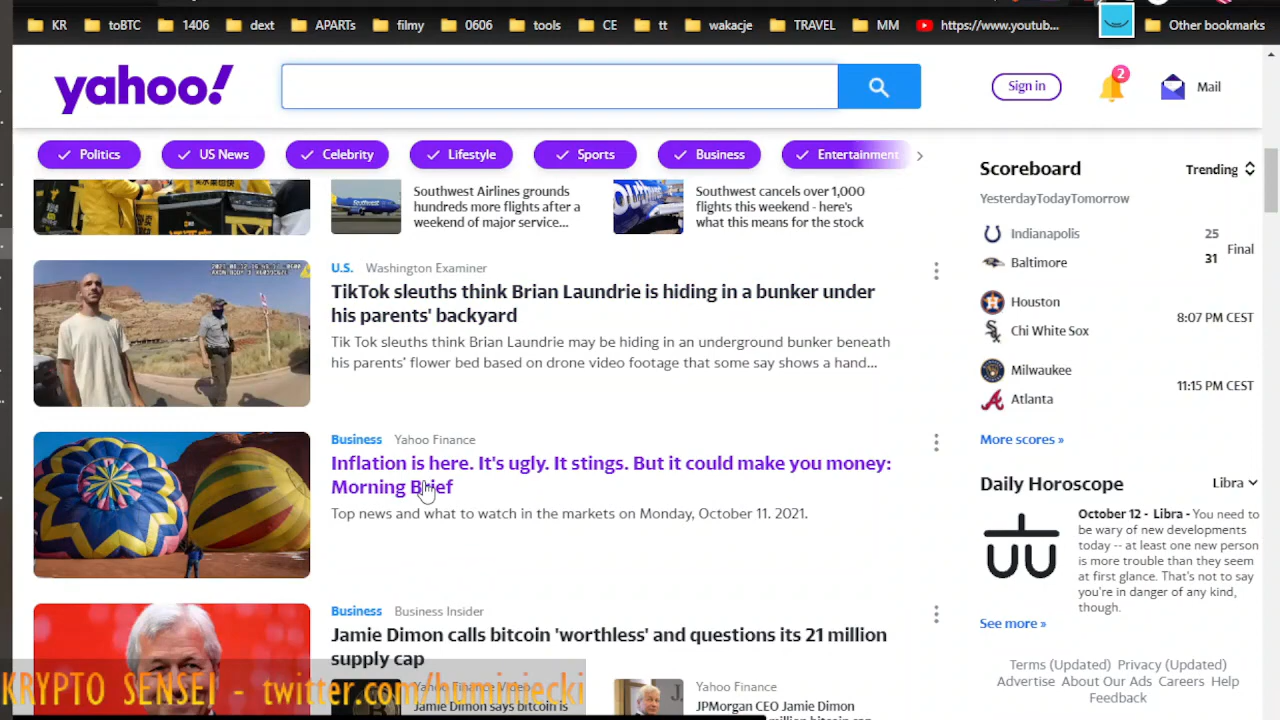 KR toBTC 1406 dext APARTs filmy 0606 tools CE tt wakacje TRAVEL MM https://www.youtub... Other bookmarks
yahoo!
Sign in
2
Mail
Politics US News Celebrity Lifestyle Sports Business Entertainment
Southwest Airlines grounds
hundreds more flights after a
weekend of major service...
Southwest cancels over 1,000
flights this weekend - here's
what this means for the stock
U.S. Washington Examiner
TikTok sleuths think Brian Laundrie is hiding in a bunker under
his parents' backyard
Tik Tok sleuths think Brian Laundrie may be hiding in an underground bunker beneath
his parents' flower bed based on drone video footage that some say shows a hand...
Business Yahoo Finance
Inflation is here. It's ugly. It stings. But it could make you money:
Morning Brief
Top news and what to watch in the markets on Monday, October 11. 2021.
Business Business Insider
Jamie Dimon calls bitcoin 'worthless' and questions its 21 million
supply cap
Yahoo Finance Video
Jamie Dimon says bitcoin is
Yahoo Finance
JPMorgan CEO Jamie Dimon
KRYPTO SENSEI - twitter.com/huminiecki
Scoreboard
Trending
YesterdayTodayTomorrow
Indianapolis 25
Baltimore 31
Final
Houston
Chi White Sox
8:07 PM CEST
Milwaukee
Atlanta
11:15 PM CEST
More scores »
Daily Horoscope
Libra
October 12 - Libra - You need to
be wary of new developments
today -- at least one new person
is more trouble than they seem
at first glance. That's not to say
you're in danger of any kind,
though.
See more »
Terms (Updated) Privacy (Updated)
Advertise About Our Ads Careers Help
Feedback